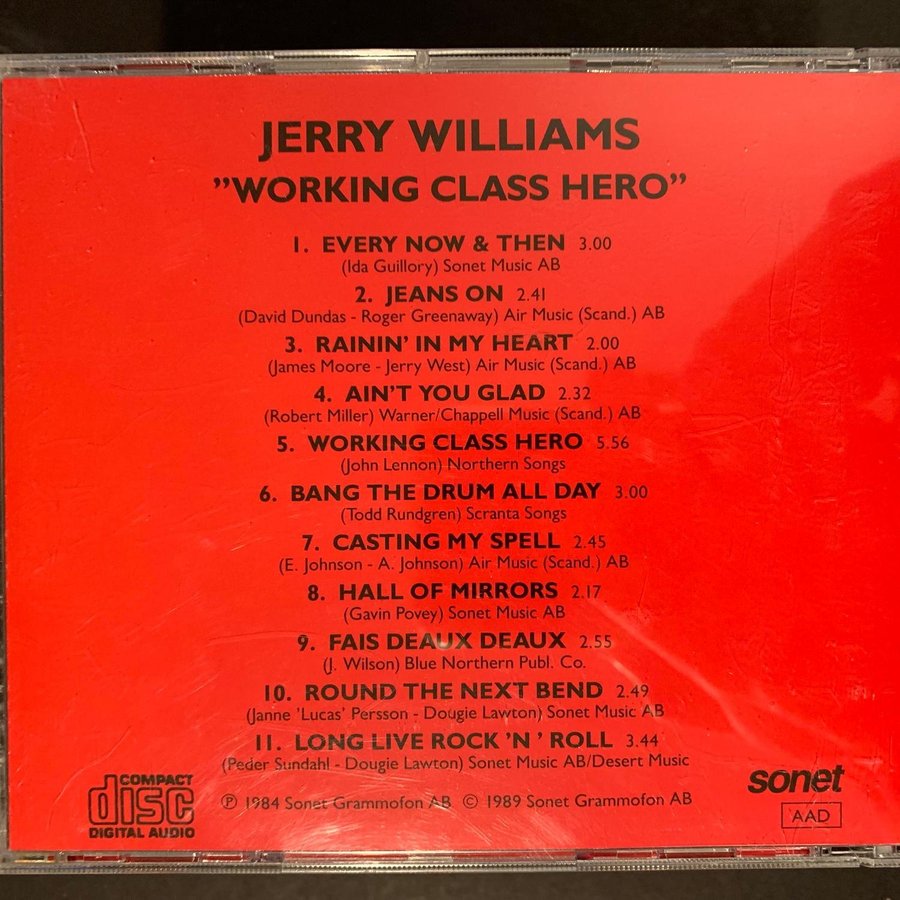 JERRY WILLIAMS
”WORKING CLASS HERO”
1. EVERY NOW & THEN 3.00
(Ida Guillory) Sonet Music AB
2. JEANS ON 2.41
(David Dundas - Roger Greenaway) Air Music (Scand.) AB
3. RAININ’ IN MY HEART 2.00
(James Moore - Jerry West) Air Music (Scand.) AB
4. AIN’T YOU GLAD 2.32
(Robert Miller) Warner/Chappell Music (Scand.) AB
5. WORKING CLASS HERO 5.56
(John Lennon) Northern Songs
6. BANG THE DRUM ALL DAY 3.00
(Todd Rundgren) Scranta Songs
7. CASTING MY SPELL 2.45
(E. Johnson - A. Johnson) Air Music (Scand.) AB
8. HALL OF MIRRORS 2.17
(Gavin Povey) Sonet Music AB
9. FAIS DEAUX DEAUX 2.55
(J. Wilson) Blue Northern Publ. Co.
10. ROUND THE NEXT BEND 2.49
(Janne ’Lucas’ Persson - Dougie Lawton) Sonet Music AB
11. LONG LIVE ROCK ’N ’ ROLL 3.44
(Peder Sundahl - Dougie Lawton) Sonet Music AB/Desert Music
℗ 1984 Sonet Grammofon AB © 1989 Sonet Grammofon AB
COMPACT
disc
DIGITAL AUDIO
sonet
AAD